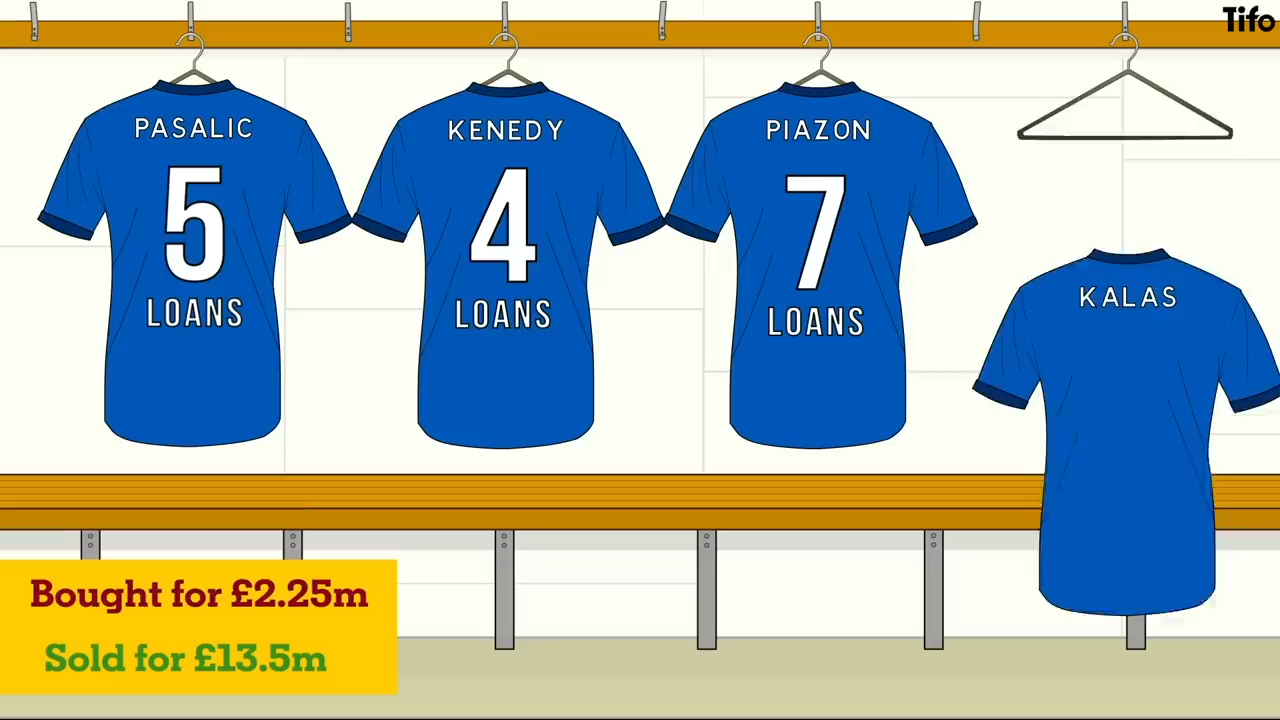 Tifo
PASALIC
5
LOANS
KENEDY
4
LOANS
PIAZON
7
LOANS
KALAS
Bought for £2.25m
Sold for £13.5m